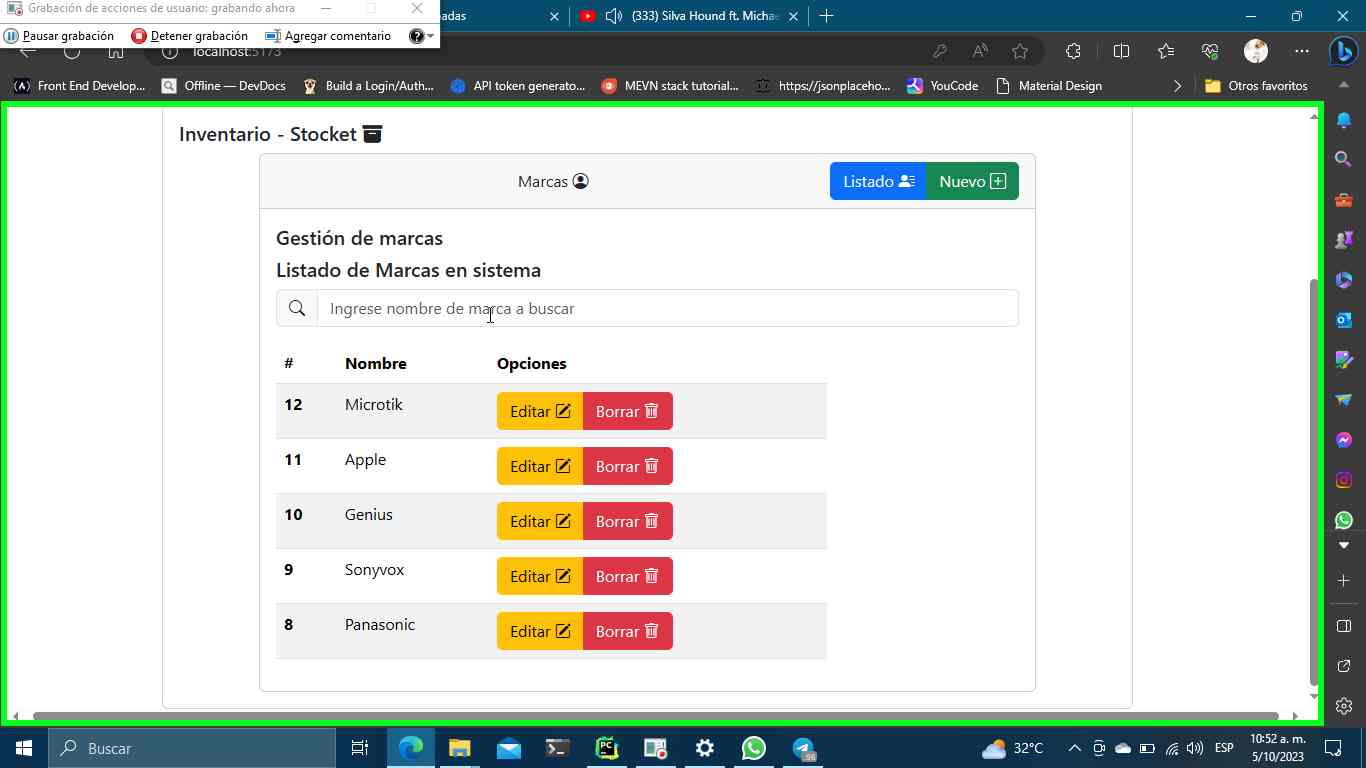 Grabación de acciones de usuario: grabando ahora
Pausar grabación
Detener grabación
Agregar comentario
adas
(333) Silva Hound ft. Michae
localhost:5173
Front End Develop...
Offline — DevDocs
Build a Login/Auth...
API token generato...
MEVN stack tutorial...
https://jsonplaceho...
YouCode
Material Design
Otros favoritos
Inventario - Stocket
Marcas
Listado
Nuevo
Gestión de marcas
Listado de Marcas en sistema
Ingrese nombre de marca a buscar
# Nombre Opciones
12 Microtik Editar Borrar
11 Apple Editar Borrar
10 Genius Editar Borrar
9 Sonyvox Editar Borrar
8 Panasonic Editar Borrar
Buscar
32°C
ESP
10:52 a. m.
5/10/2023